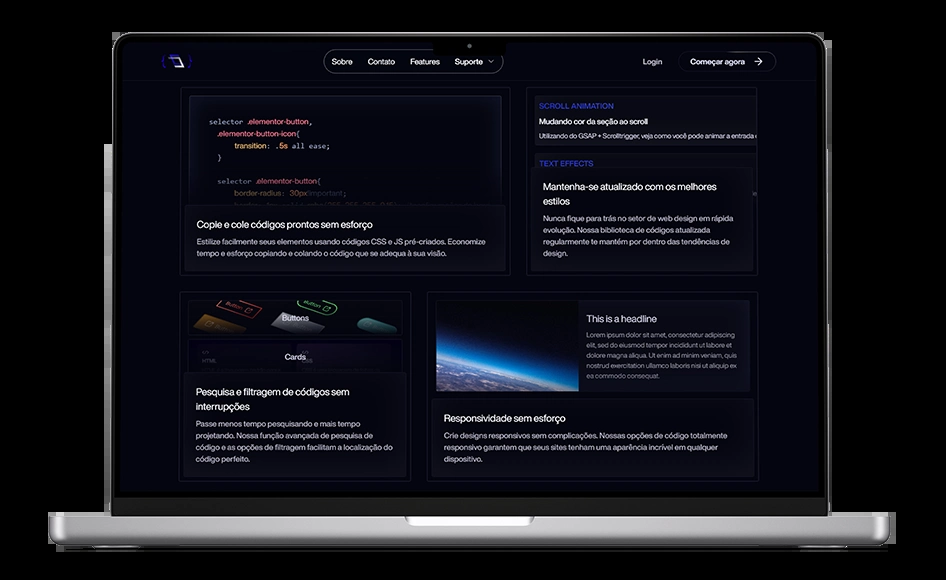 Sobre
Contato
Features
Suporte
Login
Começar agora
selector .elementor-button,
.elementor-button-icon{
transition: .5s all ease;
}
selector .elementor-button{
border-radius: 30px!important;
Copie e cole códigos prontos sem esforço
Estilize facilmente seus elementos usando códigos CSS e JS pré-criados. Economize
tempo e esforço copiando e colando o código que se adequa à sua visão.
SCROLL ANIMATION
Mudando cor da seção ao scroll
Utilizando do GSAP + Scrolltrigger, veja como você pode animar a entrada
TEXT EFFECTS
Mantenha-se atualizado com os melhores
estilos
Nunca fique para trás no setor de web design em rápida
evolução. Nossa biblioteca de códigos atualizada
regularmente te mantém por dentro das tendências de
design.
Button
Button
Buttons
Cards
HTML
Pesquisa e filtragem de códigos sem
interrupções
Passe menos tempo pesquisando e mais tempo
projetando. Nossa função avançada de pesquisa de
código e as opções de filtragem facilitam a localização do
código perfeito.
This is a headline
Lorem ipsum dolor sit amet, consectetur adipiscing
elit, sed do eiusmod tempor incididunt ut labore et
dolore magna aliqua. Ut enim ad minim veniam, quis
nostrud exercitation ullamco laboris nisi ut aliquip ex
ea commodo consequat.
Responsividade sem esforço
Crie designs responsivos sem complicações. Nossas opções de código totalmente
responsivo garantem que seus sites tenham uma aparência incrível em qualquer
dispositivo.